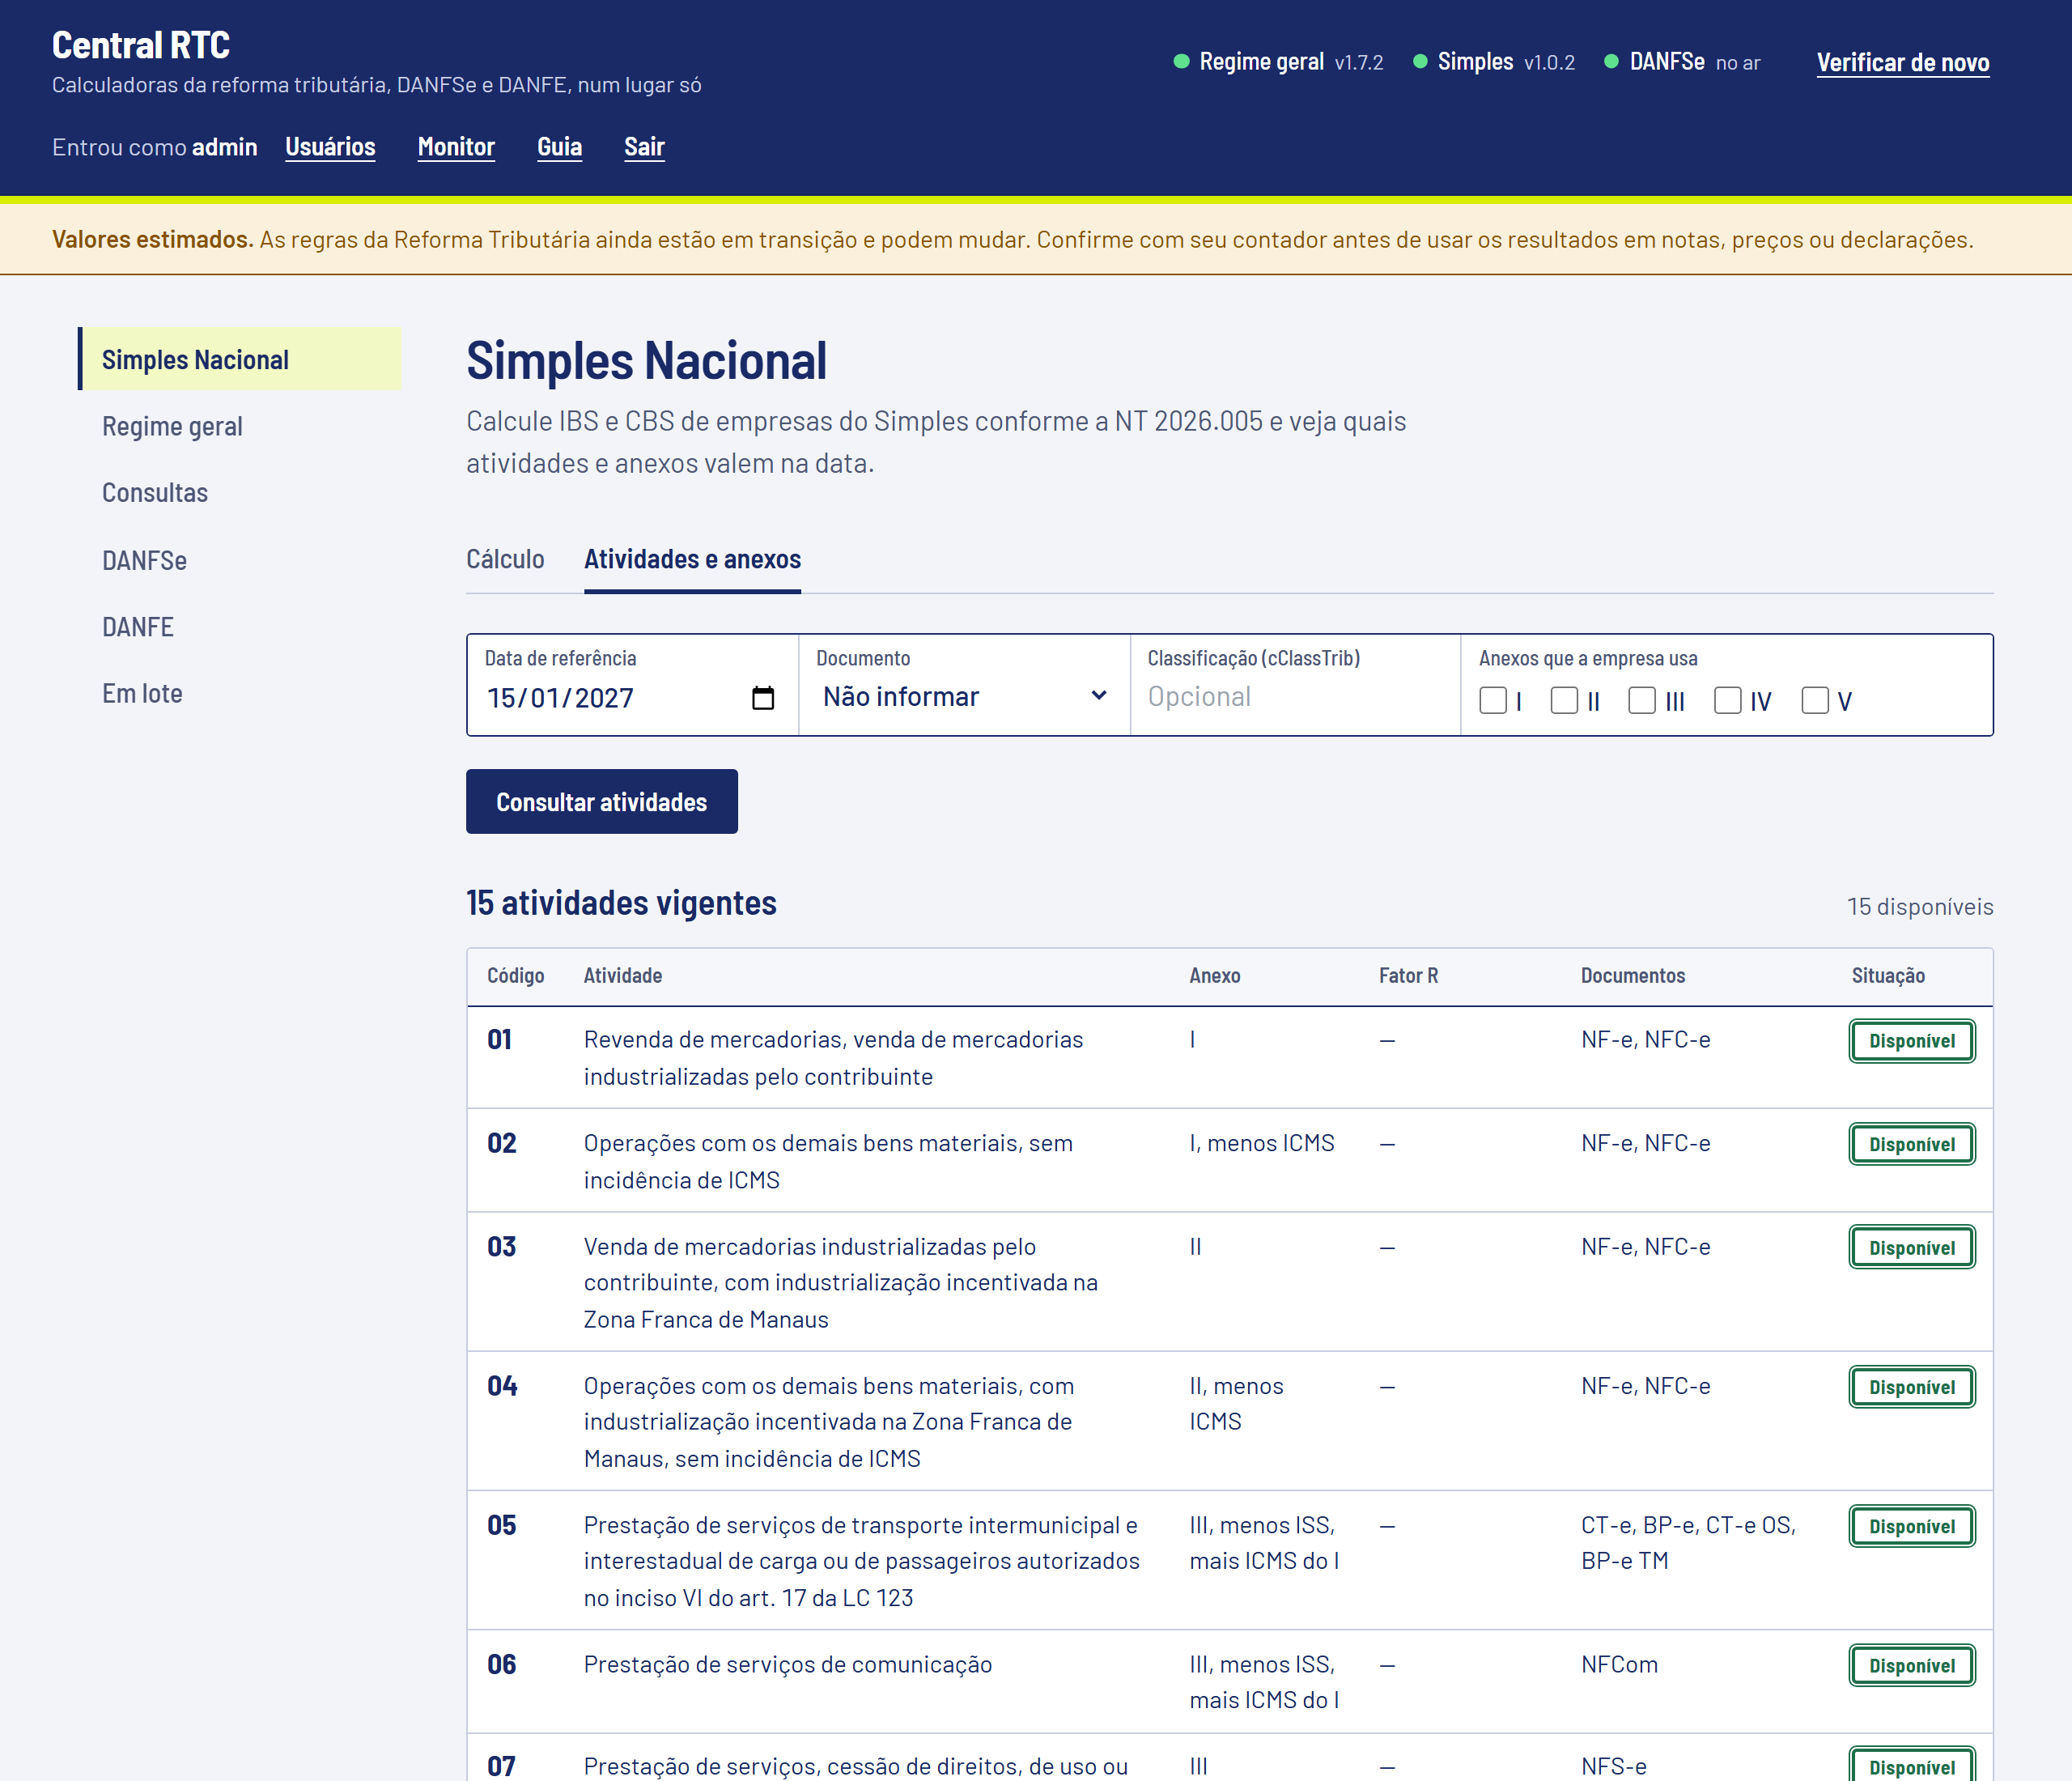 Central RTC
Calculadoras da reforma tributária, DANFSe e DANFE, num lugar só
Regime geral v1.7.2 Simples v1.0.2 DANFSe no ar Verificar de novo
Entrou como admin Usuários Monitor Guia Sair
Valores estimados. As regras da Reforma Tributária ainda estão em transição e podem mudar. Confirme com seu contador antes de usar os resultados em notas, preços ou declarações.
Simples Nacional
Regime geral
Consultas
DANFSe
DANFE
Em lote
Simples Nacional
Calcule IBS e CBS de empresas do Simples conforme a NT 2026.005 e veja quais
atividades e anexos valem na data.
Cálculo Atividades e anexos
Data de referência Documento Classificação (cClassTrib) Anexos que a empresa usa
15/01/2027 Não informar Opcional I II III IV V
Consultar atividades
15 atividades vigentes 15 disponíveis
Código Atividade Anexo Fator R Documentos Situação
01 Revenda de mercadorias, venda de mercadorias I — NF-e, NFC-e Disponível
industrializadas pelo contribuinte
02 Operações com os demais bens materiais, sem I, menos ICMS — NF-e, NFC-e Disponível
incidência de ICMS
03 Venda de mercadorias industrializadas pelo II — NF-e, NFC-e Disponível
contribuinte, com industrialização incentivada na
Zona Franca de Manaus
04 Operações com os demais bens materiais, com II, menos — NF-e, NFC-e Disponível
industrialização incentivada na Zona Franca de ICMS
Manaus, sem incidência de ICMS
05 Prestação de serviços de transporte intermunicipal e III, menos ISS, — CT-e, BP-e, CT-e OS, Disponível
interestadual de carga ou de passageiros autorizados mais ICMS do I BP-e TM
no inciso VI do art. 17 da LC 123
06 Prestação de serviços de comunicação III, menos ISS, — NFCom Disponível
mais ICMS do I
07 Prestação de serviços, cessão de direitos, de uso ou III — NFS-e Disponível